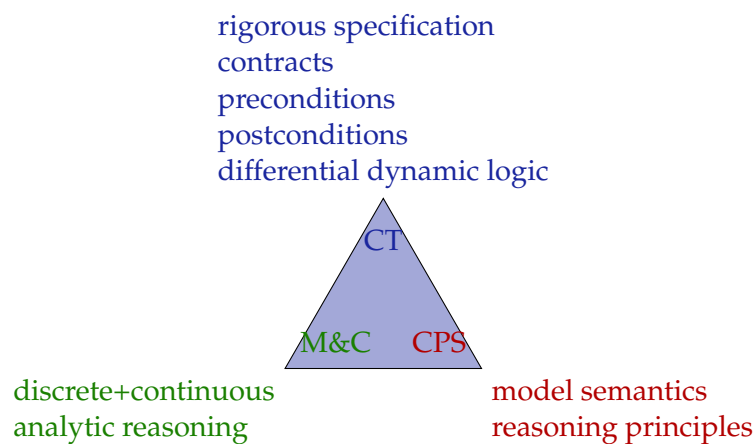 rigorous specification
contracts
preconditions
postconditions
differential dynamic logic
CT
M&C
CPS
discrete+continuous
analytic reasoning
model semantics
reasoning principles